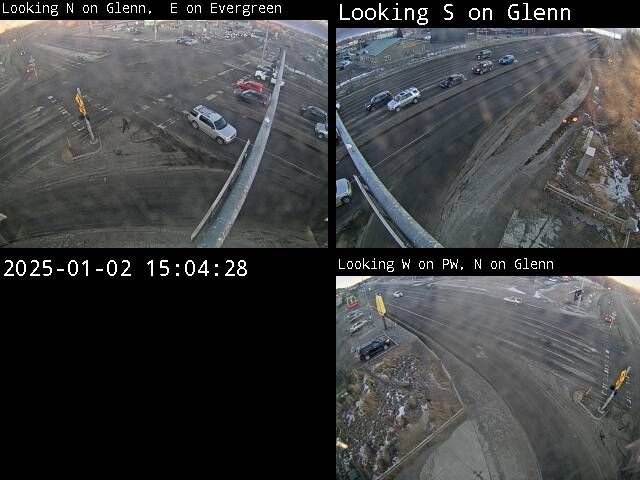 Looking N on Glenn,  E on Evergreen
Looking S on Glenn
2025-01-02 15:04:28
Looking W on PW, N on Glenn